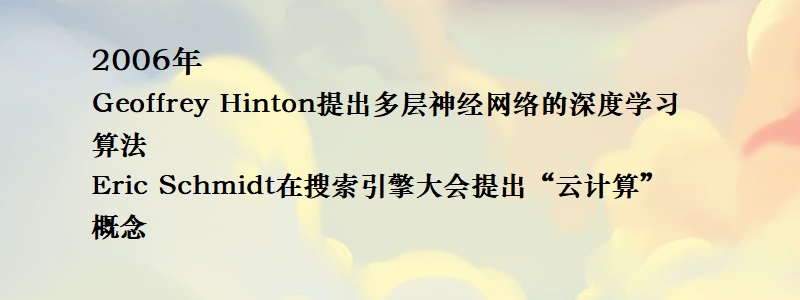 2006年
Geoffrey Hinton提出多层神经网络的深度学习
算法
Eric Schmidt在搜索引擎大会提出“云计算”
概念